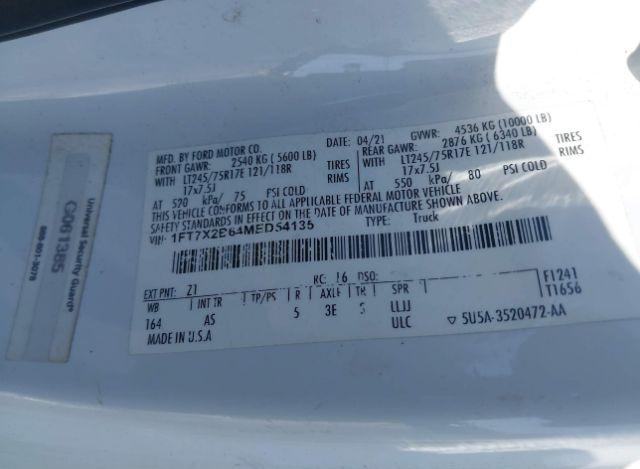 MFD. BY FORD MOTOR CO.
DATE: 04/21
GVWR: 4536 KG (10000 LB)
FRONT GAWR: 2540 KG (5600 LB)
REAR GAWR: 2876 KG (6340 LB)
WITH LT245/75R17E 121/118R TIRES
WITH LT245/75R17E 121/118R TIRES
17x7.5J
17x7.5J
AT 520 kPa/ 75 PSI COLD
AT 550 kPa/ 80 PSI COLD
THIS VEHICLE CONFORMS TO ALL APPLICABLE FEDERAL MOTOR VEHICLE
SAFETY STANDARDS IN EFFECT ON THE DATE OF MANUFACTURE SHOWN ABOVE.
VIN: 1FT7X2B64MED54135
TYPE: Truck
F1241
T1656
EXT PNT: Z1
RC: 16 DSO:
WB INT TR TP/PS R AXLE TR SPR
164 AS 5 3E LLJJ
ULC
MADE IN U.S.A
▽ 5U5A-3520472-AA
Universal Security Guard
G061385